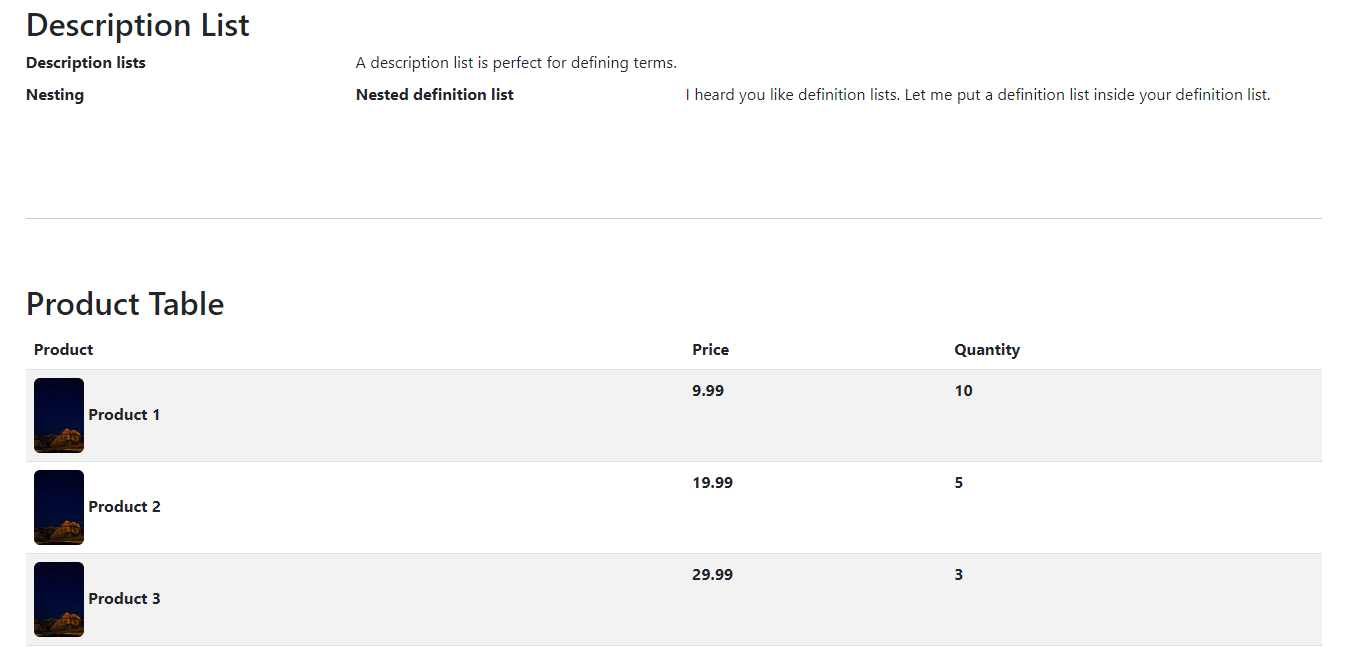 Description List
Description lists A description list is perfect for defining terms.
Nesting Nested definition list I heard you like definition lists. Let me put a definition list inside your definition list.
Product Table
Product Price Quantity
Product 1 9.99 10
Product 2 19.99 5
Product 3 29.99 3